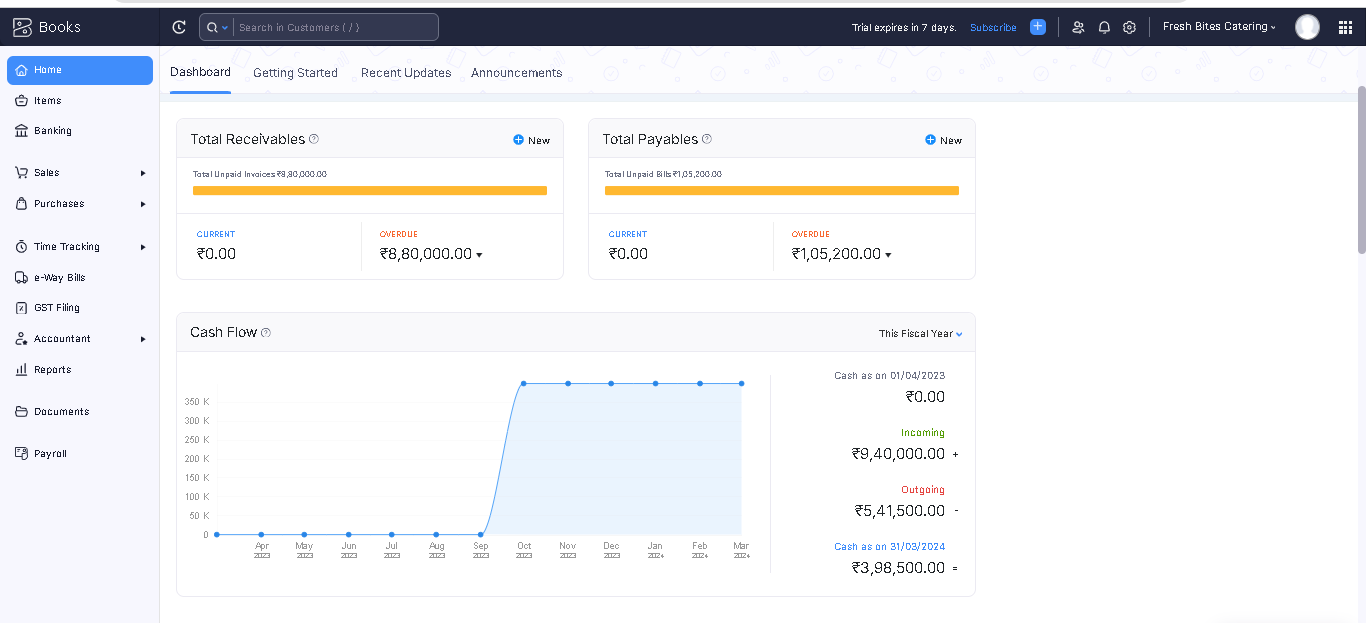 Books
Search in Customers ( / )
Trial expires in 7 days. Subscribe
Fresh Bites Catering
Home
Items
Banking
Sales
Purchases
Time Tracking
e-Way Bills
GST Filing
Accountant
Reports
Documents
Payroll
Dashboard Getting Started Recent Updates Announcements
Total Receivables ? New
Total Unpaid Invoices ₹8,80,000.00
CURRENT
₹0.00
OVERDUE
₹8,80,000.00
Total Payables ? New
Total Unpaid Bills ₹1,05,200.00
CURRENT
₹0.00
OVERDUE
₹1,05,200.00
Cash Flow ? This Fiscal Year
350 K
300 K
250 K
200 K
150 K
100 K
50 K
0
Apr May Jun Jul Aug Sep Oct Nov Dec Jan Feb Mar
2023 2023 2023 2023 2023 2023 2023 2023 2023 2024 2024 2024
Cash as on 01/04/2023
₹0.00
Incoming
₹9,40,000.00 +
Outgoing
₹5,41,500.00 -
Cash as on 31/03/2024
₹3,98,500.00 =